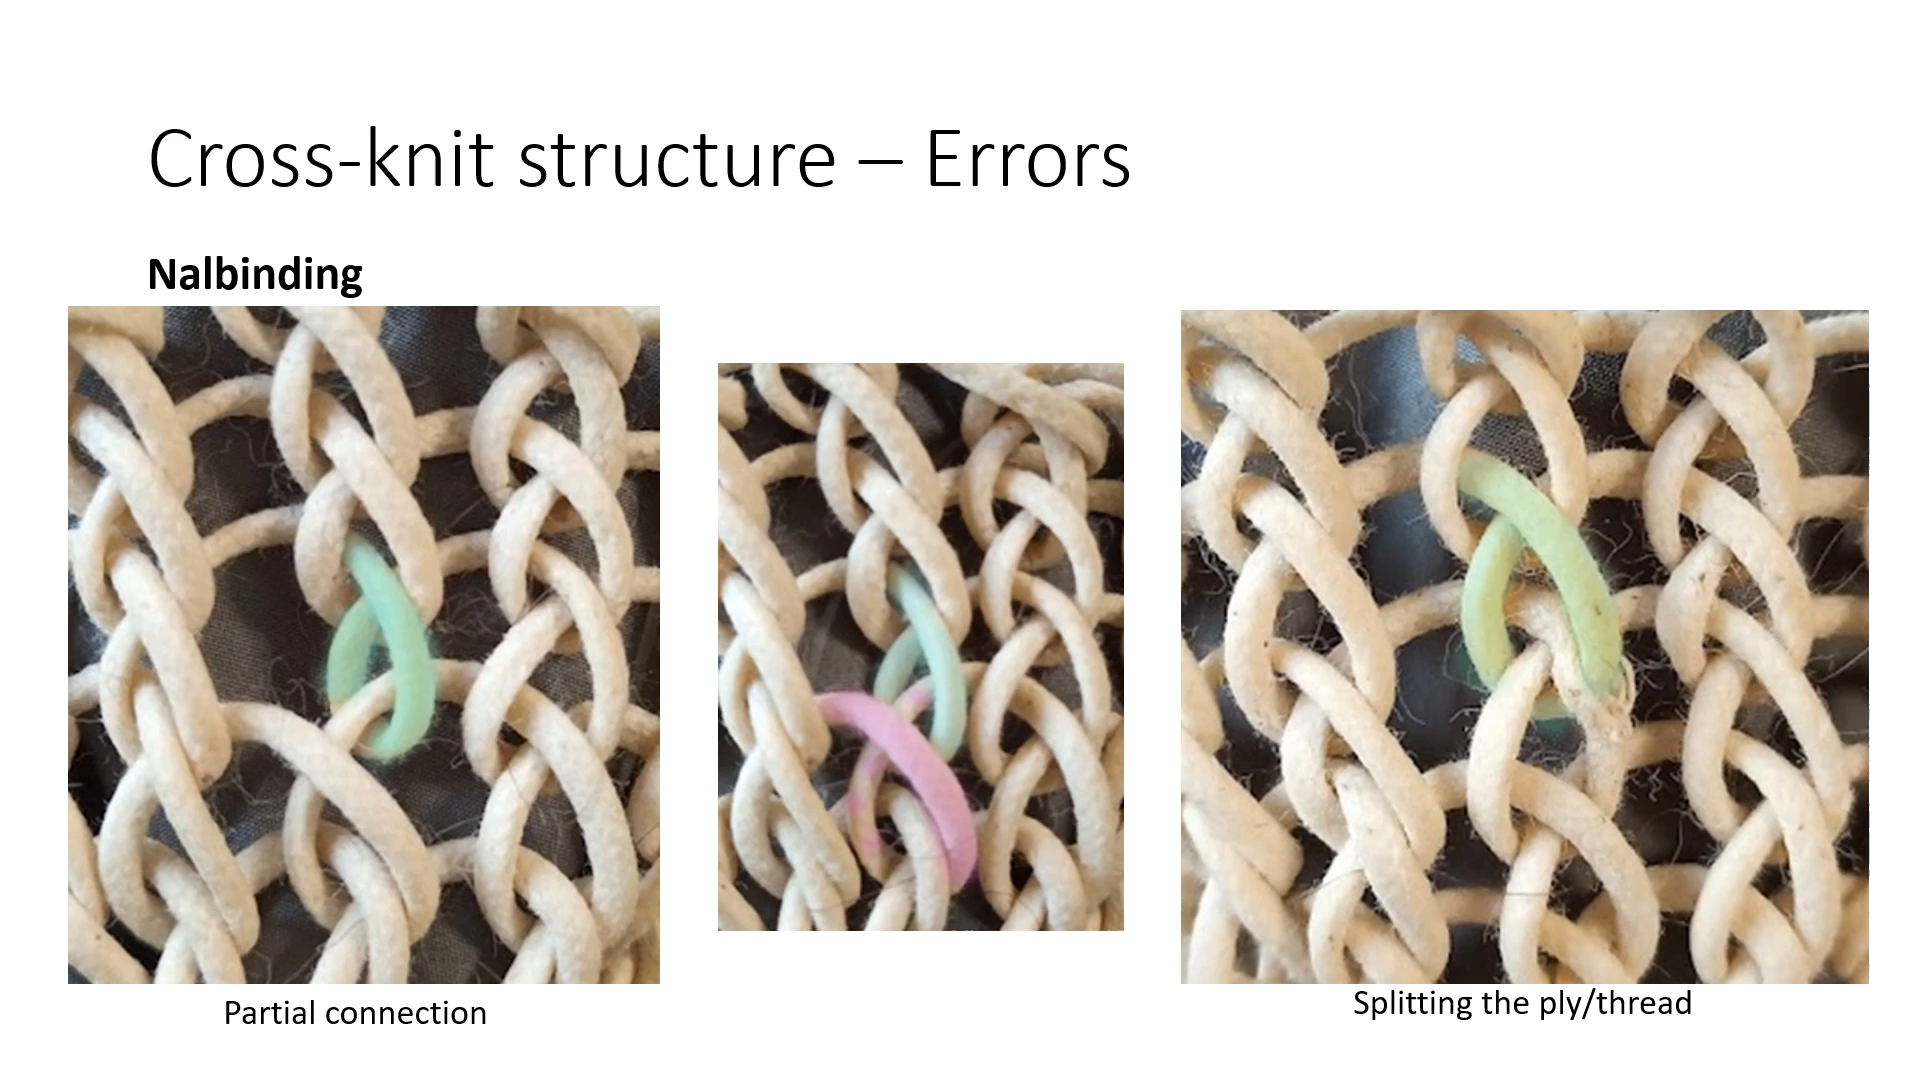 Cross-knit structure – Errors
Nalbinding
Partial connection
Splitting the ply/thread